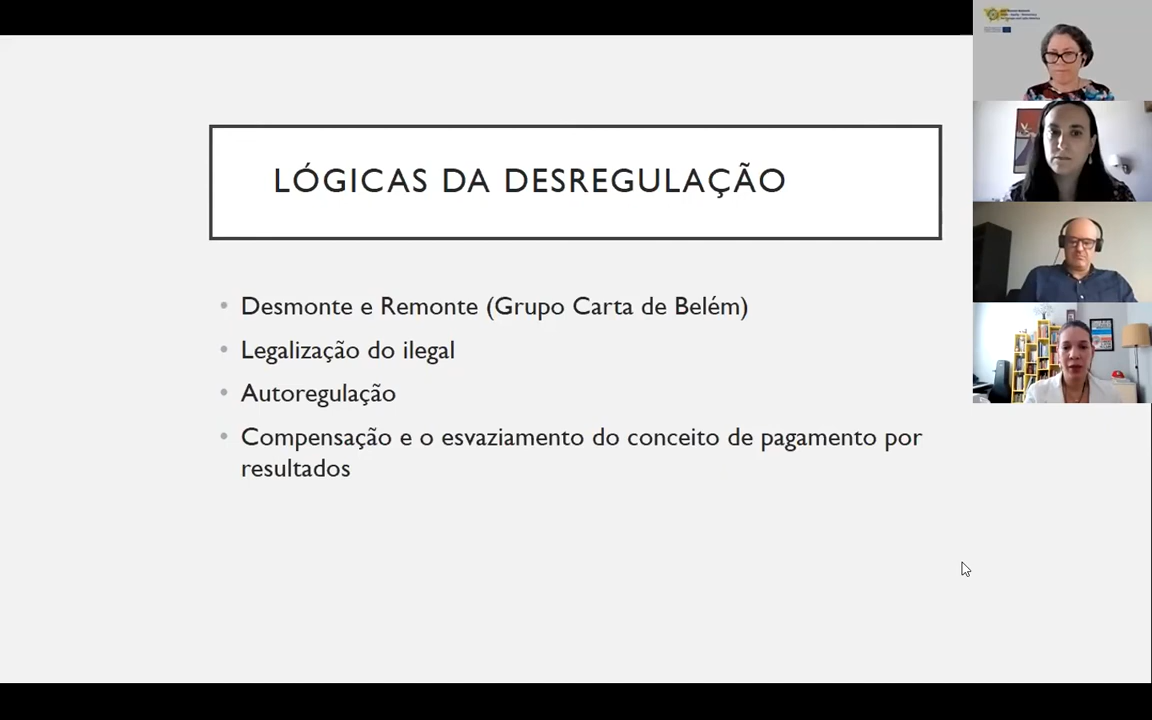 LÓGICAS DA DESREGULAÇÃO
• Desmonte e Remonte (Grupo Carta de Belém)
• Legalização do ilegal
• Autoregulação
• Compensação e o esvaziamento do conceito de pagamento por
resultados